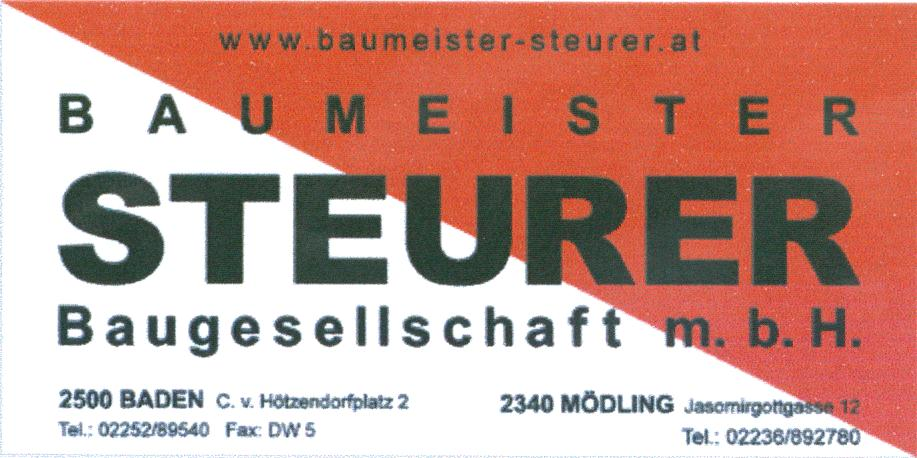 www.baumeister-steurer.at
BAUMEISTER
STEURER
Baugesellschaft m. b. H.
2500 BADEN C. v. Hötzendorfplatz 2
Tel.: 02252/89540 Fax: DW 5
2340 MÖDLING Jasomirgottgasse 12
Tel.: 02236/892780